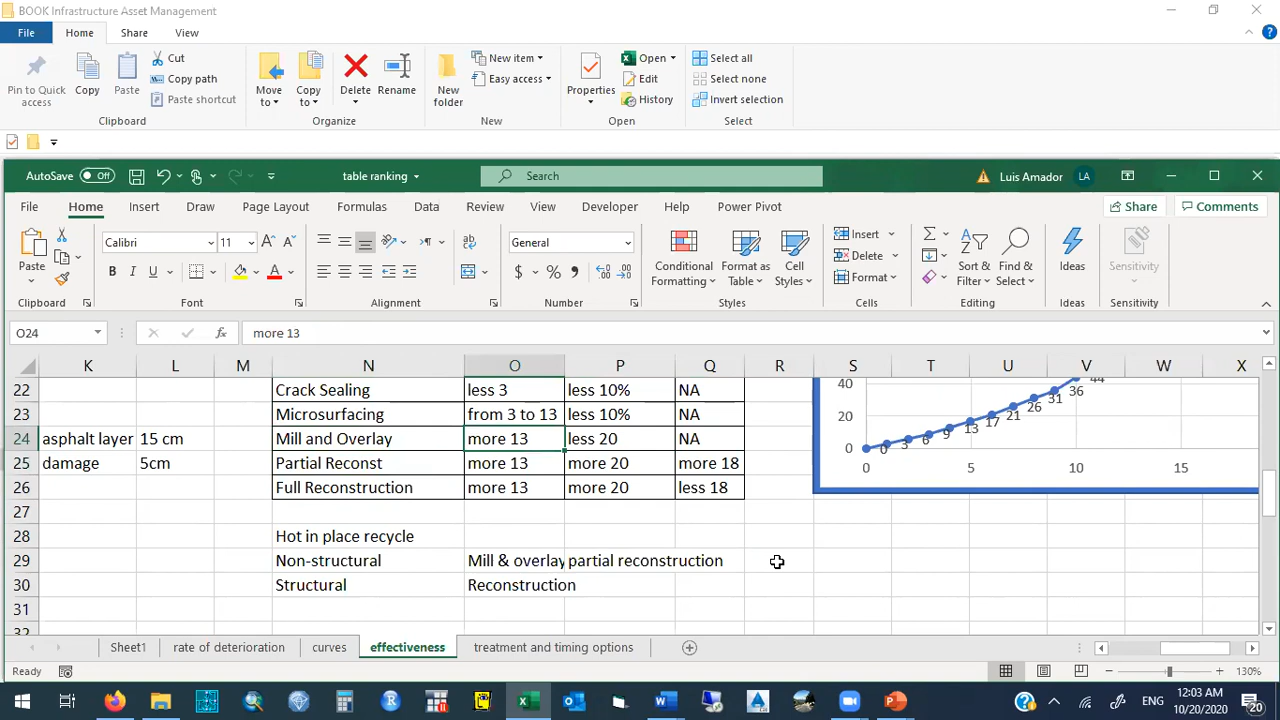 BOOK Infrastructure Asset Management
File Home Share View
Pin to Quick access
Copy
Paste
Cut
Copy path
Paste shortcut
Clipboard
Move to
Copy to
Delete
Rename
Organize
New folder
New item
Easy access
New
Properties
Open
Edit
History
Open
Select all
Select none
Invert selection
Select
AutoSave Off table ranking Search Luis Amador LA
File Home Insert Draw Page Layout Formulas Data Review View Developer Help Power Pivot Share Comments
Paste
Clipboard
Calibri 11
B I U
Font
ab
Alignment
General
$ % ,
Number
Conditional Formatting
Format as Table
Cell Styles
Styles
Insert
Delete
Format
Cells
Sort & Filter
Find & Select
Editing
Ideas
Ideas
Sensitivity
Sensitivity
O24 fx more 13
K L M N O P Q R S T U V W X
22 Crack Sealing less 3 less 10% NA
23 Microsurfacing from 3 to 13 less 10% NA
24 asphalt layer 15 cm Mill and Overlay more 13 less 20 NA
25 damage 5cm Partial Reconst more 13 more 20 more 18
26 Full Reconstruction more 13 more 20 less 18
27
28 Hot in place recycle
29 Non-structural Mill & overlay partial reconstruction
30 Structural Reconstruction
31
32
40
20
0
0 3 6 9 13 17 21 26 31 36 44
0 5 10 15
Sheet1 rate of deterioration curves effectiveness treatment and timing options
Ready 130%
ENG 12:03 AM
10/20/2020
20